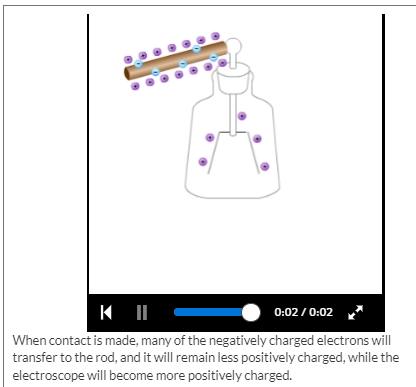 0:02 / 0:02
When contact is made, many of the negatively charged electrons will
transfer to the rod, and it will remain less positively charged, while the
electroscope will become more positively charged.